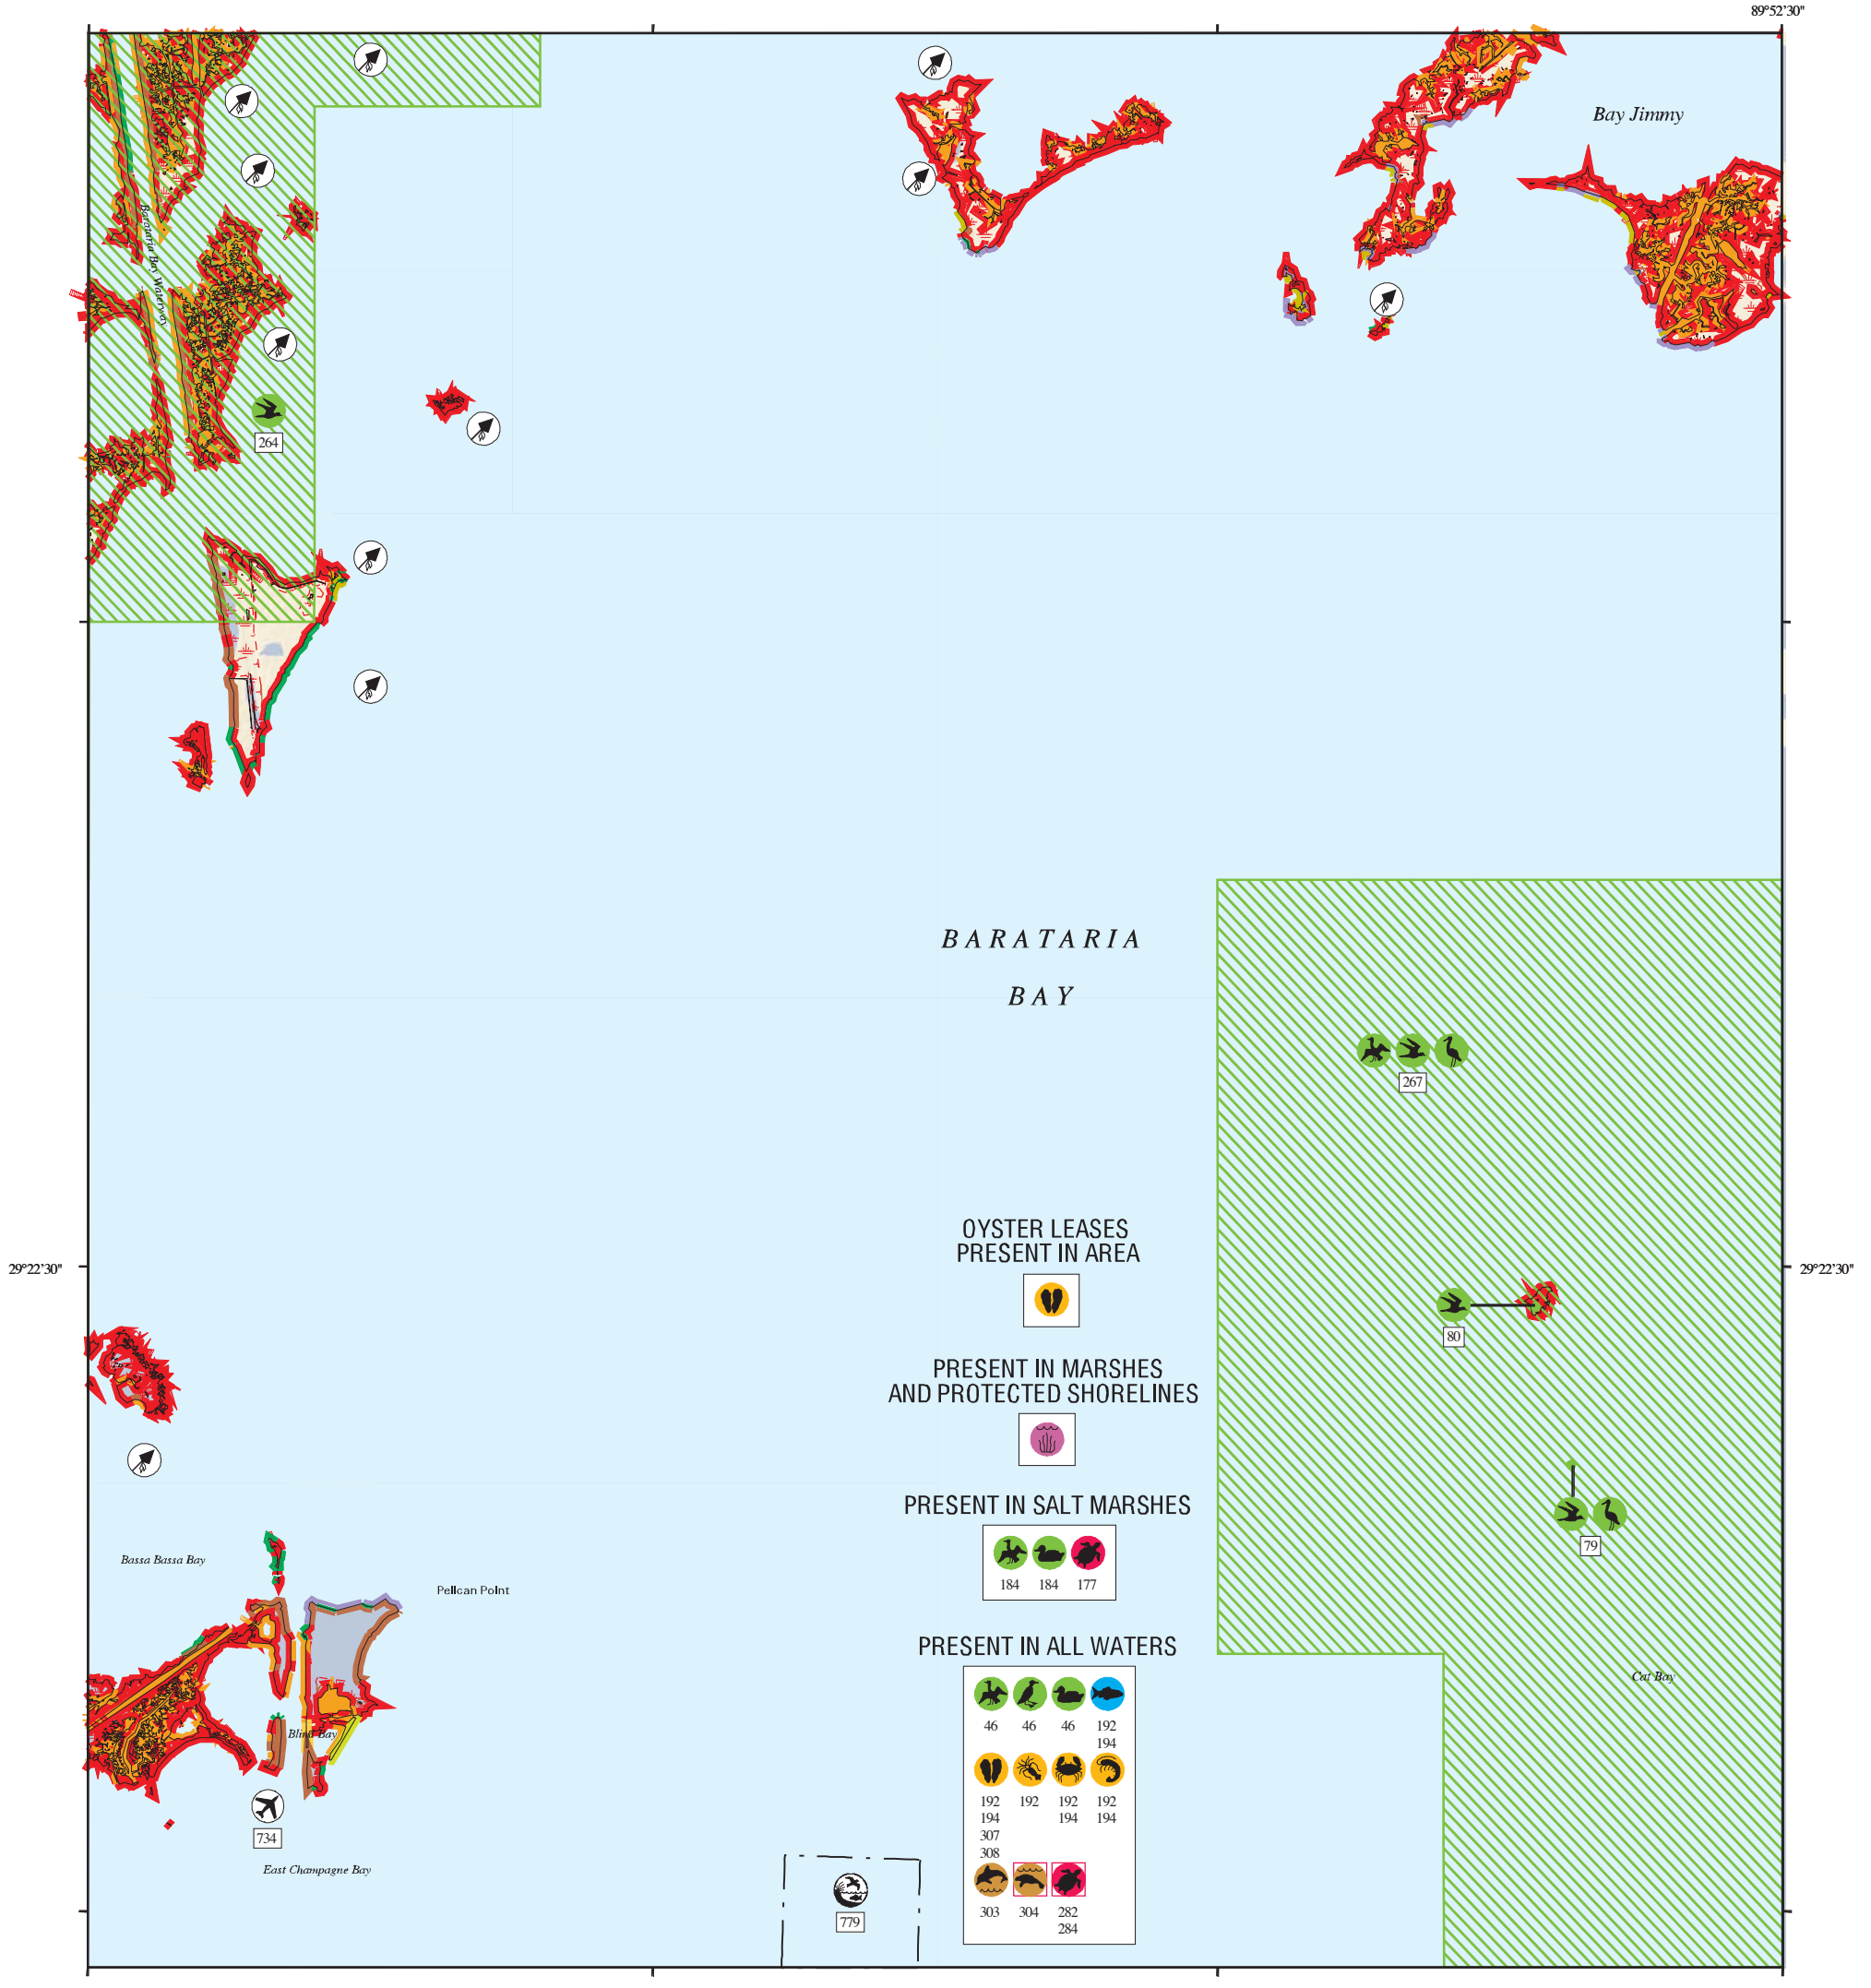 89°52'30"
Bay Jimmy
Barataria Bay Waterway
264
BARATARIA
BAY
267
OYSTER LEASES
PRESENT IN AREA
29°22'30"
29°22'30"
80
PRESENT IN MARSHES
AND PROTECTED SHORELINES
PRESENT IN SALT MARSHES
184 184 177
79
Bassa Bassa Bay
Pelican Point
PRESENT IN ALL WATERS
46 46 46 192
194
192 192 192 192
194 194 194
307
308
303 304 282
284
Cat Bay
Blind Bay
734
East Champagne Bay
779